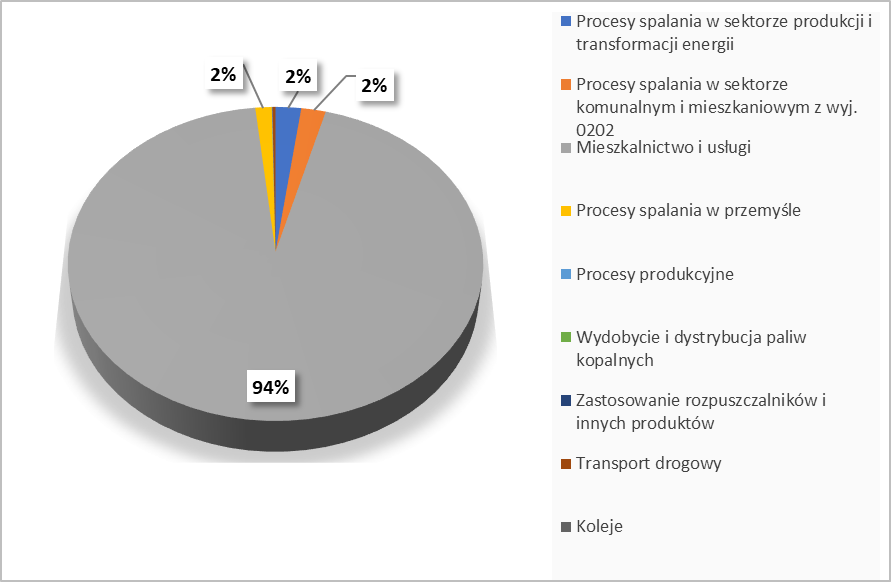 2%
2%
2%
94%
Procesy spalania w sektorze produkcji i
transformacji energii
Procesy spalania w sektorze
komunalnym i mieszkaniowym z wyj.
0202
Mieszkalnictwo i usługi
Procesy spalania w przemyśle
Procesy produkcyjne
Wydobycie i dystrybucja paliw
kopalnych
Zastosowanie rozpuszczalników i
innych produktów
Transport drogowy
Koleje